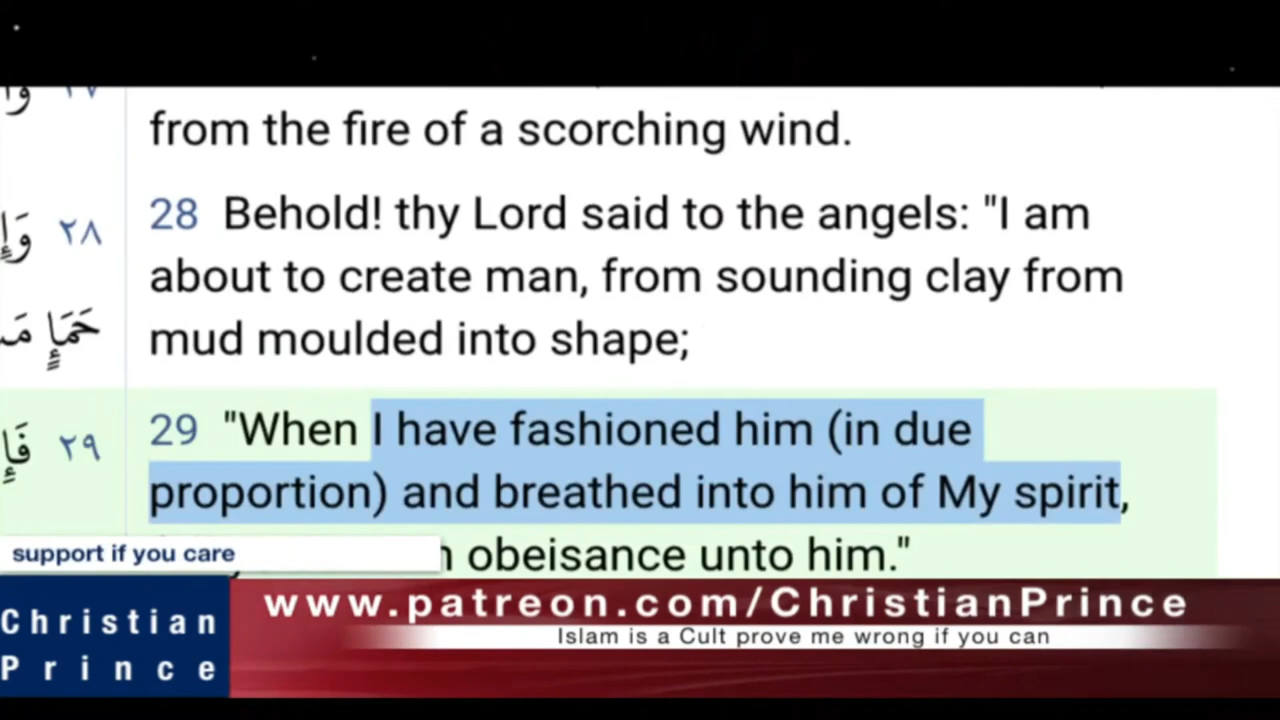 from the fire of a scorching wind.
٢٨ 28 Behold! thy Lord said to the angels: "I am
about to create man, from sounding clay from
mud moulded into shape;
٢٩ 29 "When I have fashioned him (in due
proportion) and breathed into him of My spirit,
obeisance unto him."
support if you care
Christian
Prince
www.patreon.com/ChristianPrince
Islam is a Cult prove me wrong if you can